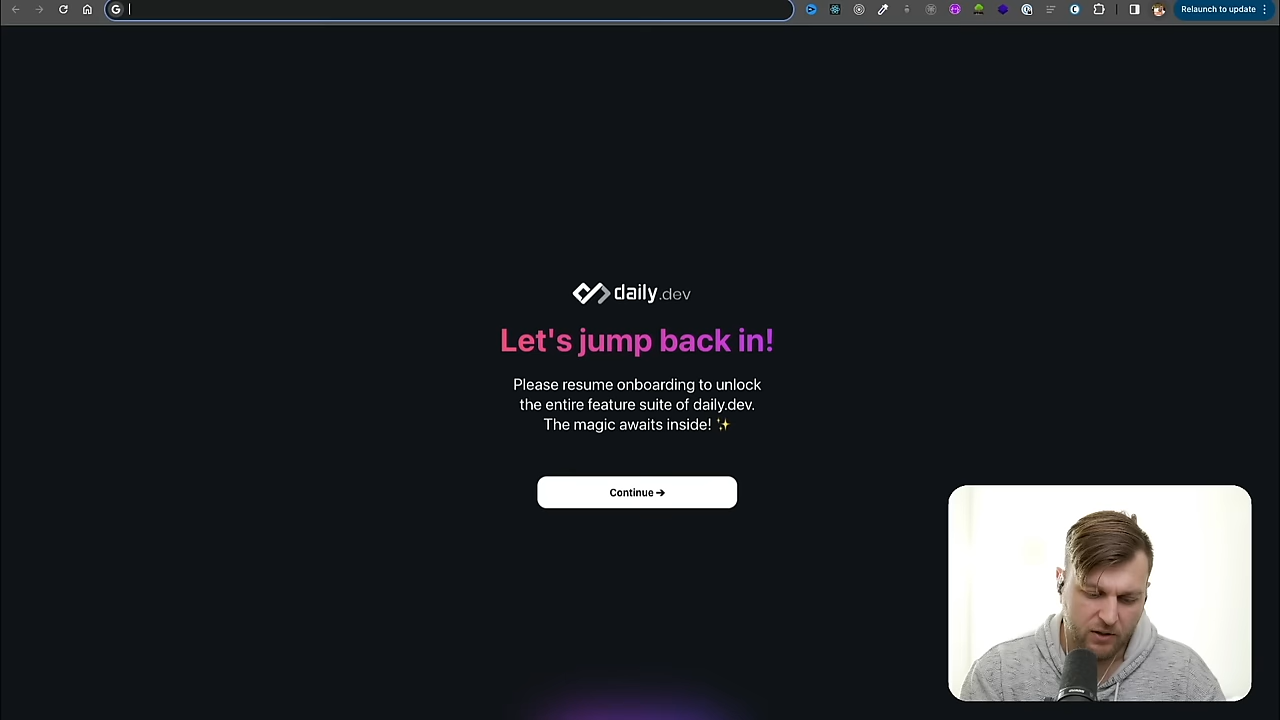 Relaunch to update
daily.dev
Let's jump back in!
Please resume onboarding to unlock
the entire feature suite of daily.dev.
The magic awaits inside! ✨
Continue →